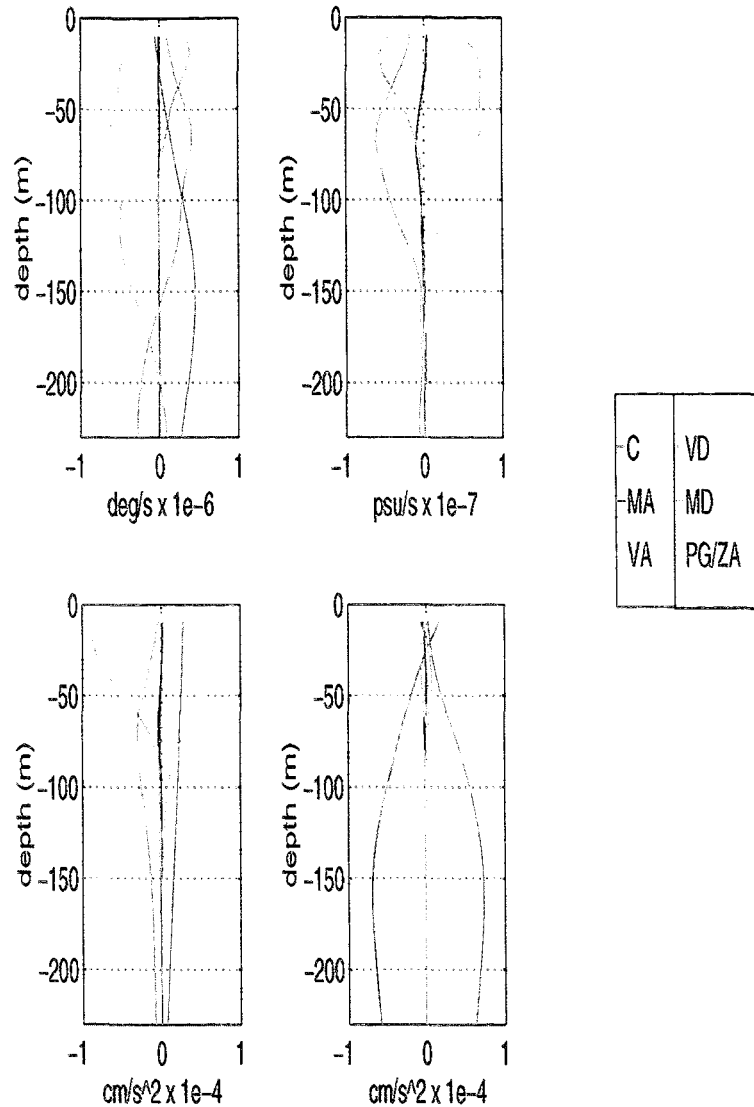 0
−50
−100
−150
−200
depth (m)
−1 0 1
deg/s x 1e−6
0
−50
−100
−150
−200
depth (m)
−1 0 1
psu/s x 1e−7
C VD
MA MD
VA PG/ZA
0
−50
−100
−150
−200
depth (m)
−1 0 1
cm/s^2 x 1e−4
0
−50
−100
−150
−200
depth (m)
−1 0 1
cm/s^2 x 1e−4